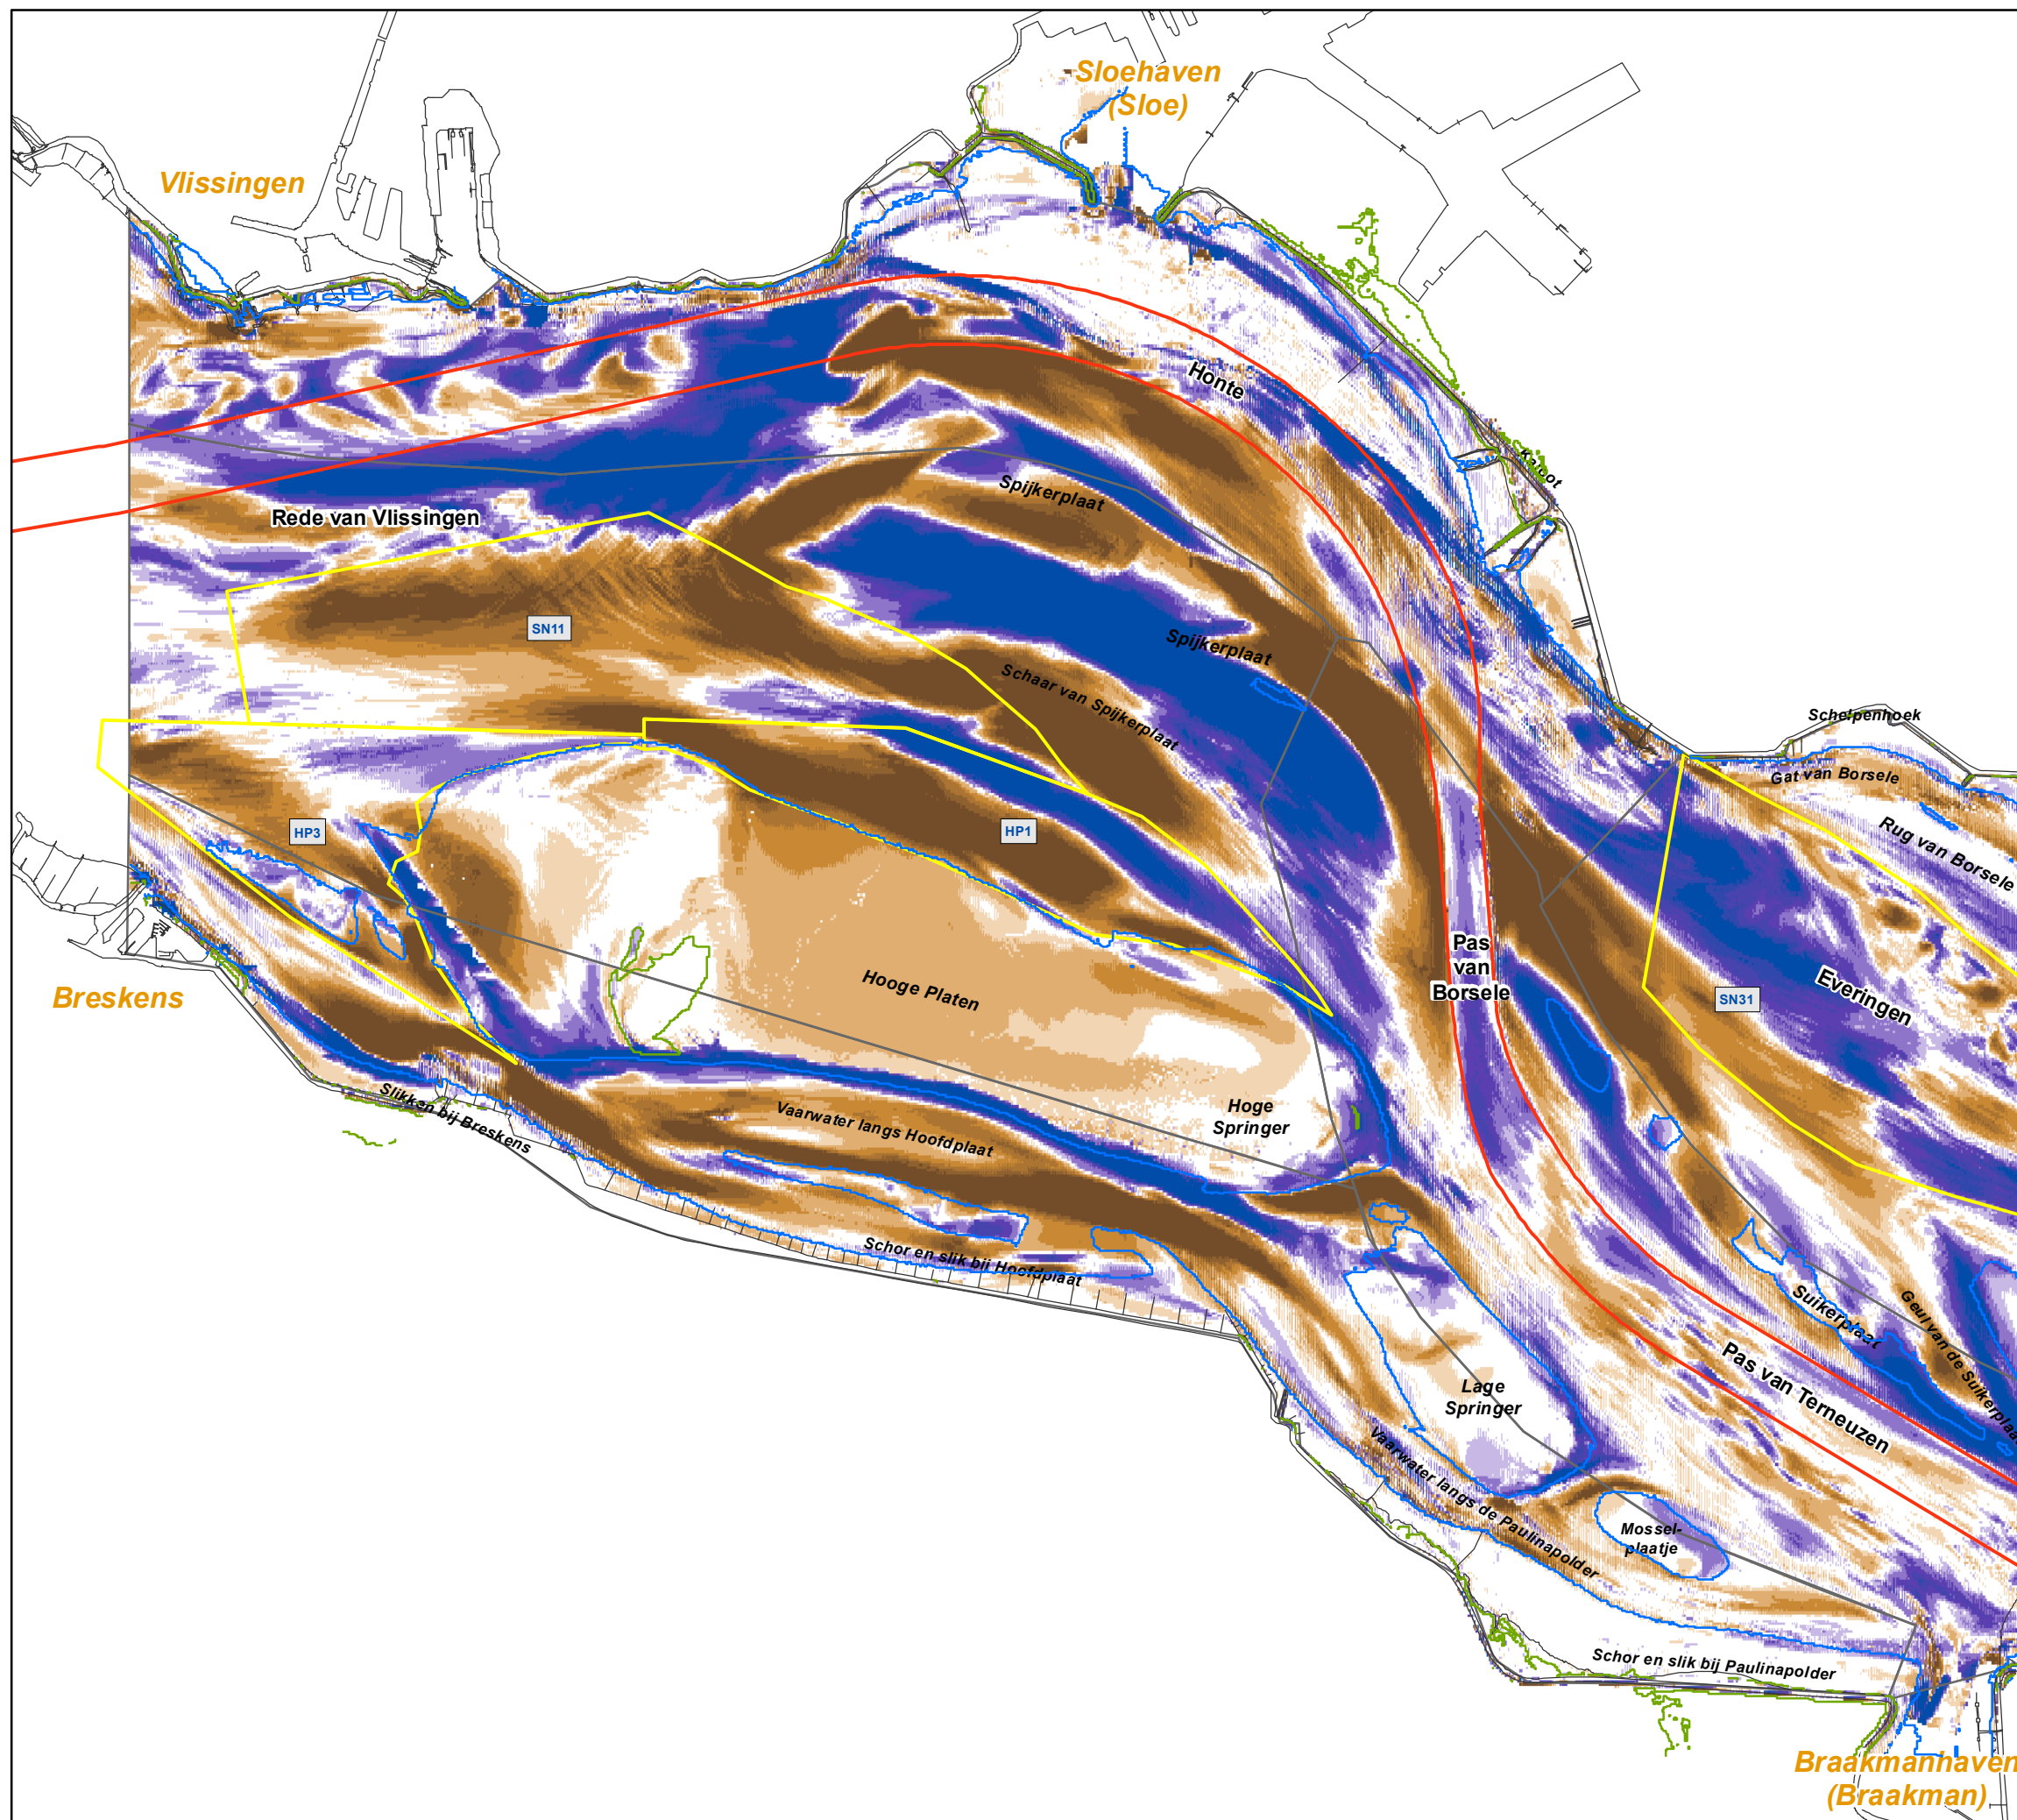 Sloehaven
(Sloe)
Vlissingen
Honte
Kaloot
Spijkerplaat
Rede van Vlissingen
SN11
Spijkerplaat
Schaar van Spijkerplaat
Schelpenhoek
Gat van Borsele
Rug van Borsele
HP3
HP1
Pas
van
Borsele
Everingen
SN31
Hooge Platen
Breskens
Slikken bij Breskens
Vaarwater langs Hoofdplaat
Hoge
Springer
Schor en slik bij Hoofdplaat
Suikerplaat
Geul van de Suikerplaat
Pas van Terneuzen
Lage
Springer
Vaarwater langs de Paulinapolder
Mossel-
plaatje
Schor en slik bij Paulinapolder
Braakmanhaven
(Braakman)